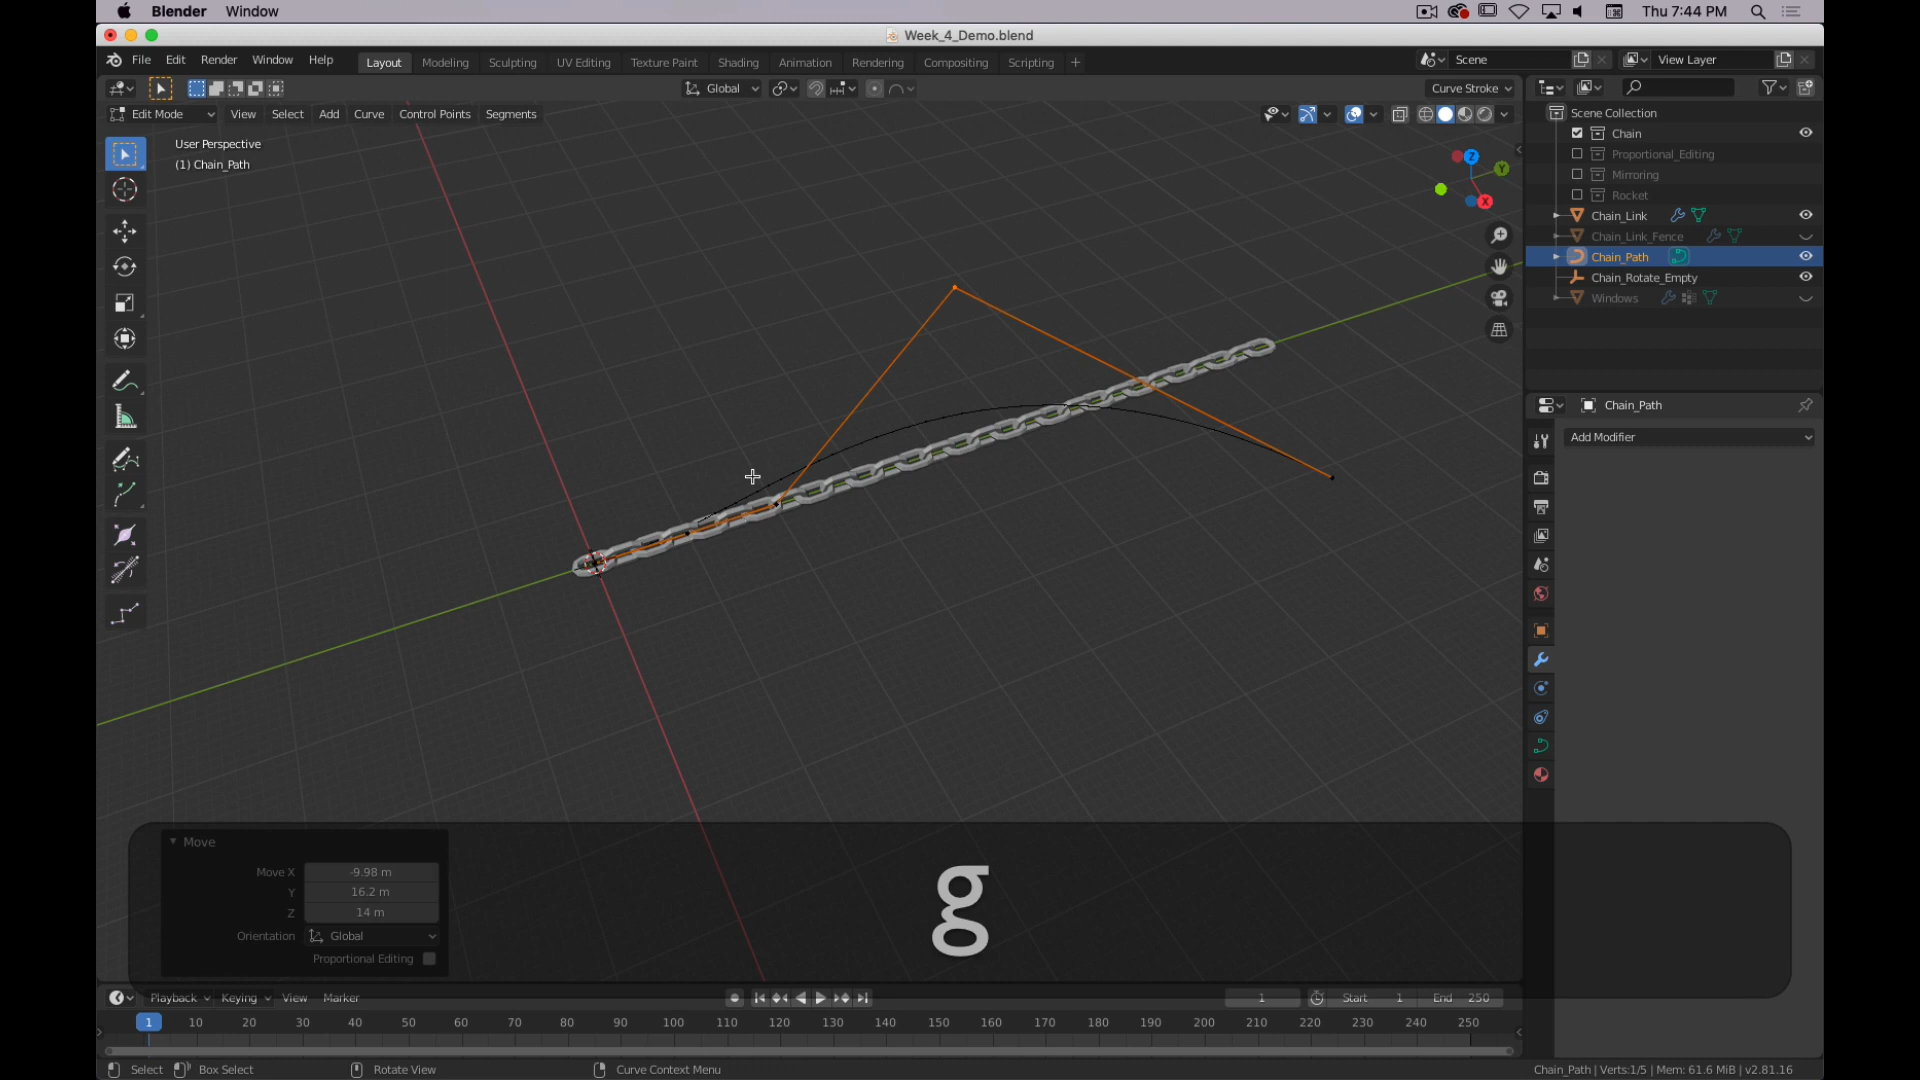 Blender Window Thu 7:44 PM
Week_4_Demo.blend
File Edit Render Window Help Layout Modeling Sculpting UV Editing Texture Paint Shading Animation Rendering Compositing Scripting + Scene View Layer
Global Curve Stroke
Edit Mode View Select Add Curve Control Points Segments
User Perspective
(1) Chain_Path
Z
Y
X
Scene Collection
Chain
Proportional_Editing
Mirroring
Rocket
Chain_Link
Chain_Link_Fence
Chain_Path
Chain_Rotate_Empty
Windows
Chain_Path
Add Modifier
Move
Move X -9.98 m
Y 16.2 m
Z 14 m
Orientation Global
Proportional Editing
g
Playback Keying View Marker 1 Start 1 End 250
1 10 20 30 40 50 60 70 80 90 100 110 120 130 140 150 160 170 180 190 200 210 220 230 240 250
Select Box Select Rotate View Curve Context Menu Chain_Path | Verts:1/5 | Mem: 61.6 MiB | v2.81.16